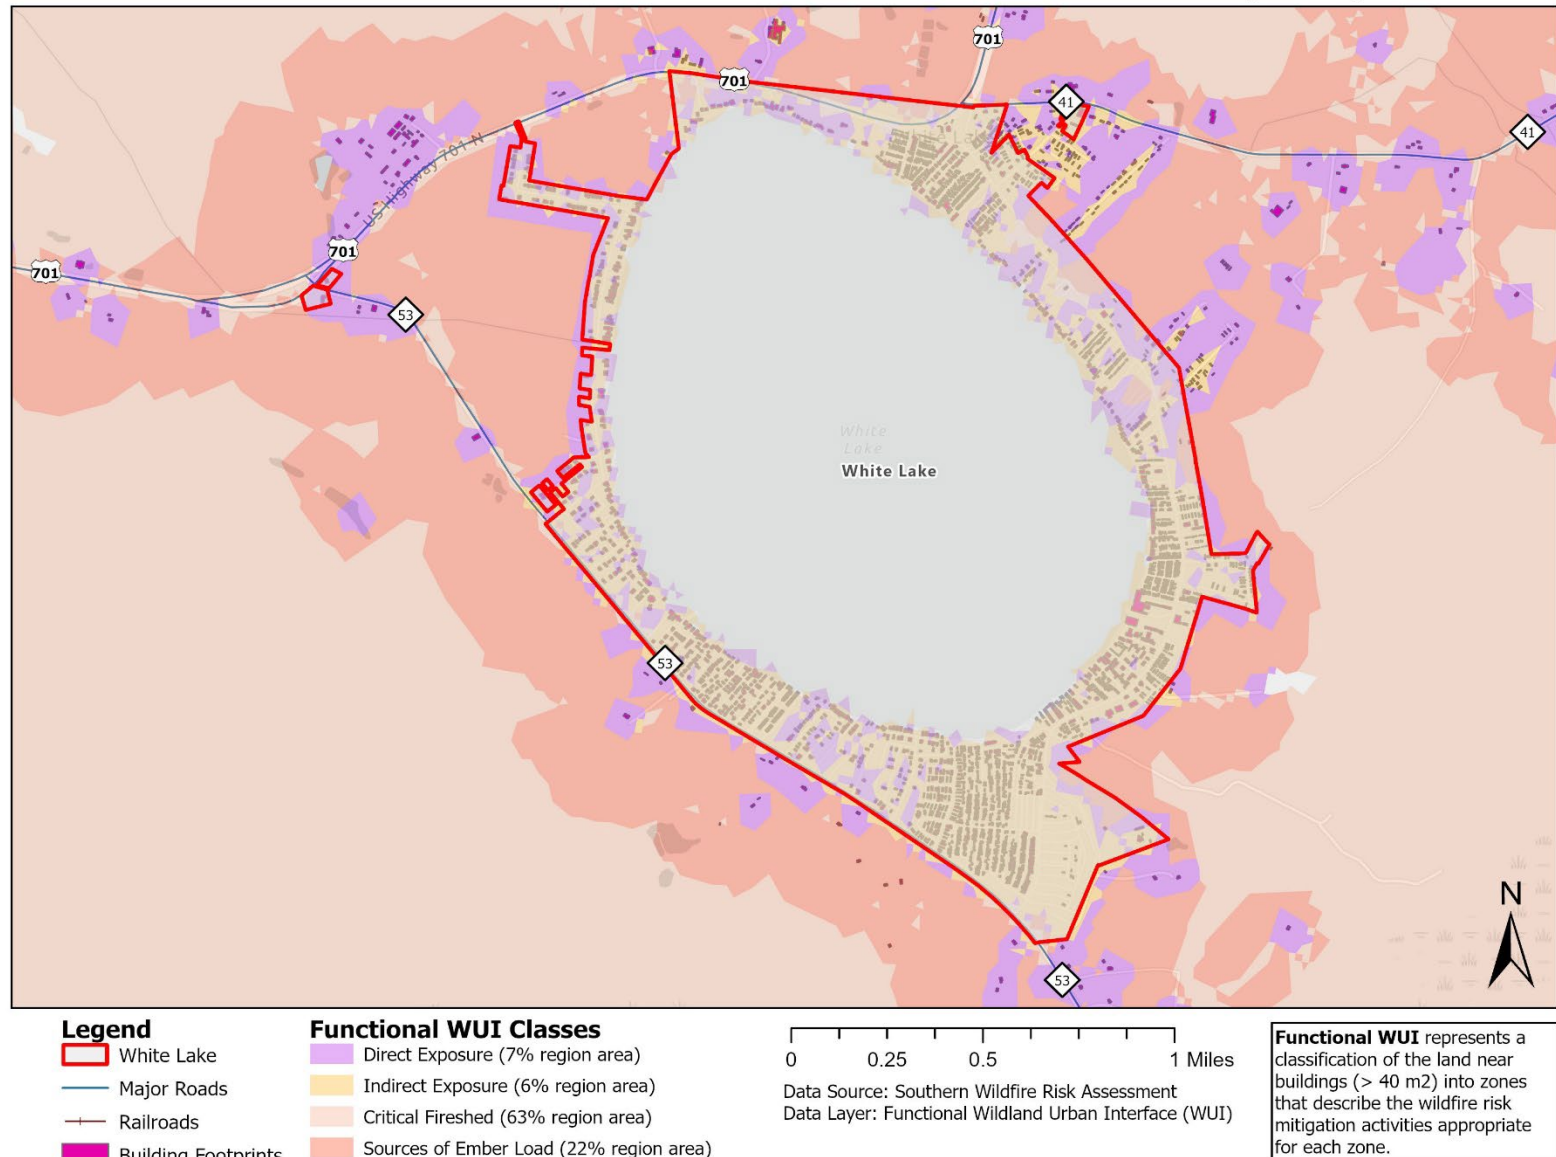 701
701
41
41
US Highway 701 N
701
701
53
White
Lake
White Lake
53
53
N
Legend
White Lake
Major Roads
Railroads
Building Footprints
Functional WUI Classes
Direct Exposure (7% region area)
Indirect Exposure (6% region area)
Critical Fireshed (63% region area)
Sources of Ember Load (22% region area)
0 0.25 0.5 1 Miles
Data Source: Southern Wildfire Risk Assessment
Data Layer: Functional Wildland Urban Interface (WUI)
Functional WUI represents a
classification of the land near
buildings (> 40 m2) into zones
that describe the wildfire risk
mitigation activities appropriate
for each zone.